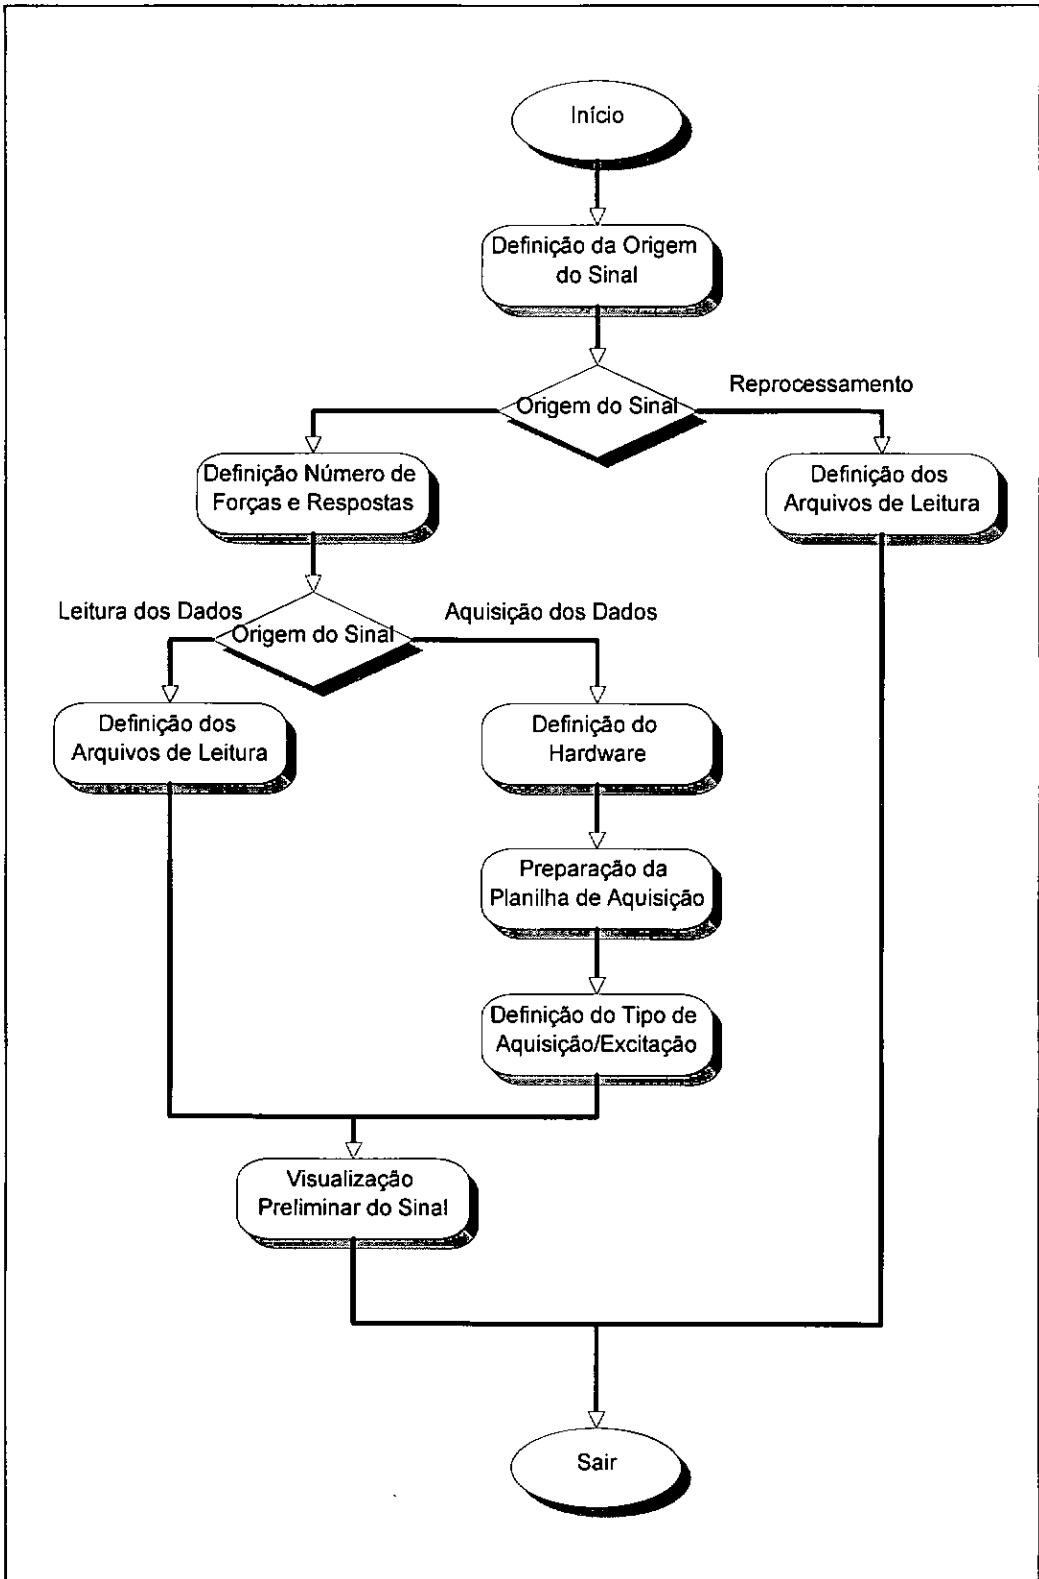 Início
Definição da Origem
do Sinal
Origem do Sinal
Reprocessamento
Definição Número de
Forças e Respostas
Definição dos
Arquivos de Leitura
Leitura dos Dados
Origem do Sinal
Aquisição dos Dados
Definição dos
Arquivos de Leitura
Definição do
Hardware
Preparação da
Planilha de Aquisição
Definição do Tipo de
Aquisição/Excitação
Visualização
Preliminar do Sinal
Sair